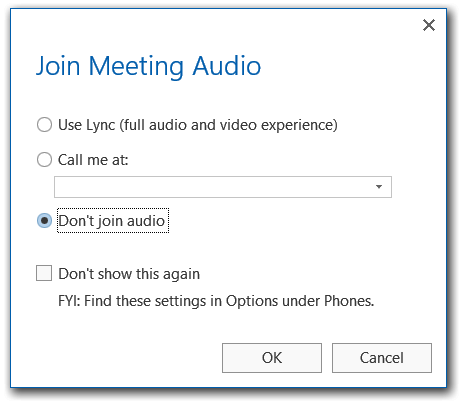 Join Meeting Audio
Use Lync (full audio and video experience)
Call me at:
Don't join audio
Don't show this again
FYI: Find these settings in Options under Phones.
OK
Cancel